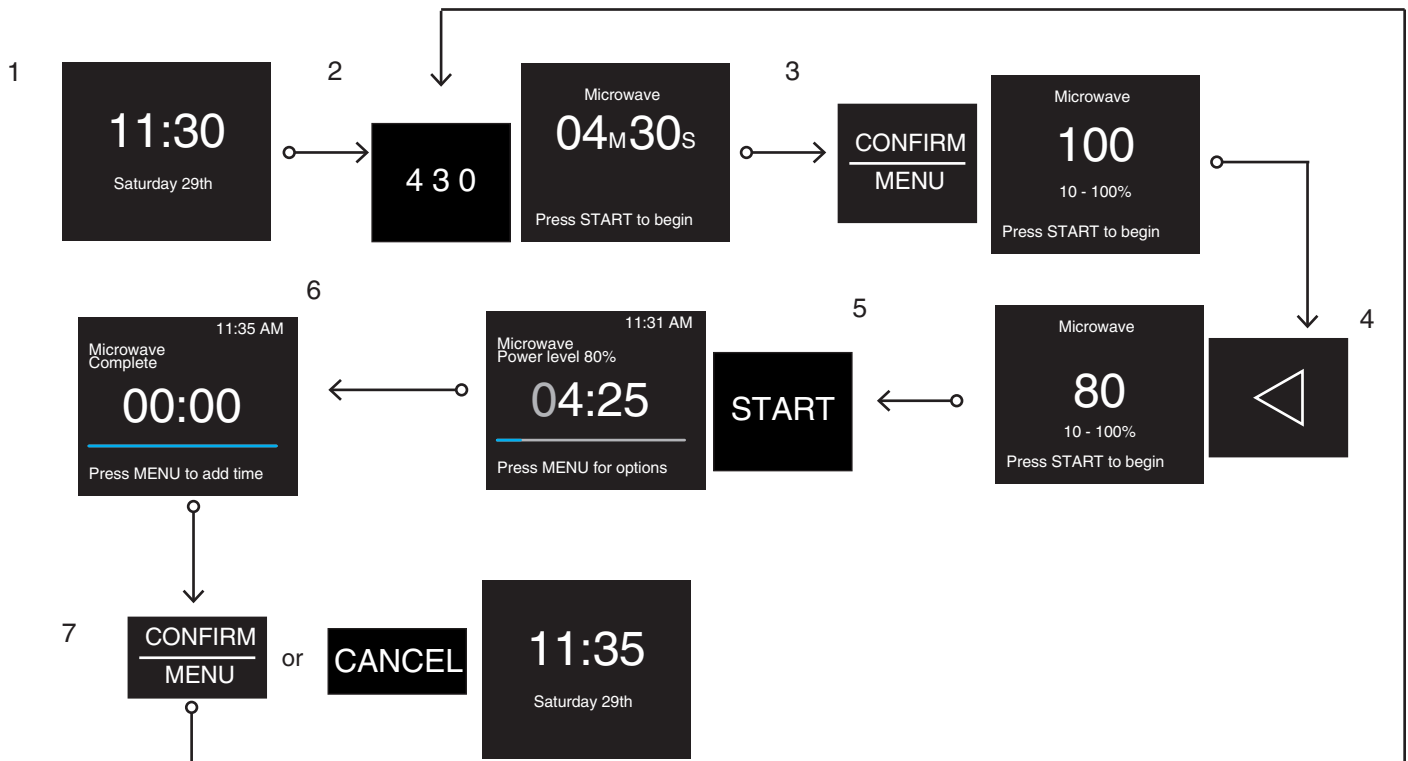 1
11:30
Saturday 29th
2
4 3 0
Microwave
04M30S
Press START to begin
3
CONFIRM
MENU
Microwave
100
10 - 100%
Press START to begin
4
Microwave
80
10 - 100%
Press START to begin
5
START
11:31 AM
Microwave
Power level 80%
04:25
Press MENU for options
6
11:35 AM
Microwave
Complete
00:00
Press MENU to add time
7
CONFIRM
MENU
or
CANCEL
11:35
Saturday 29th